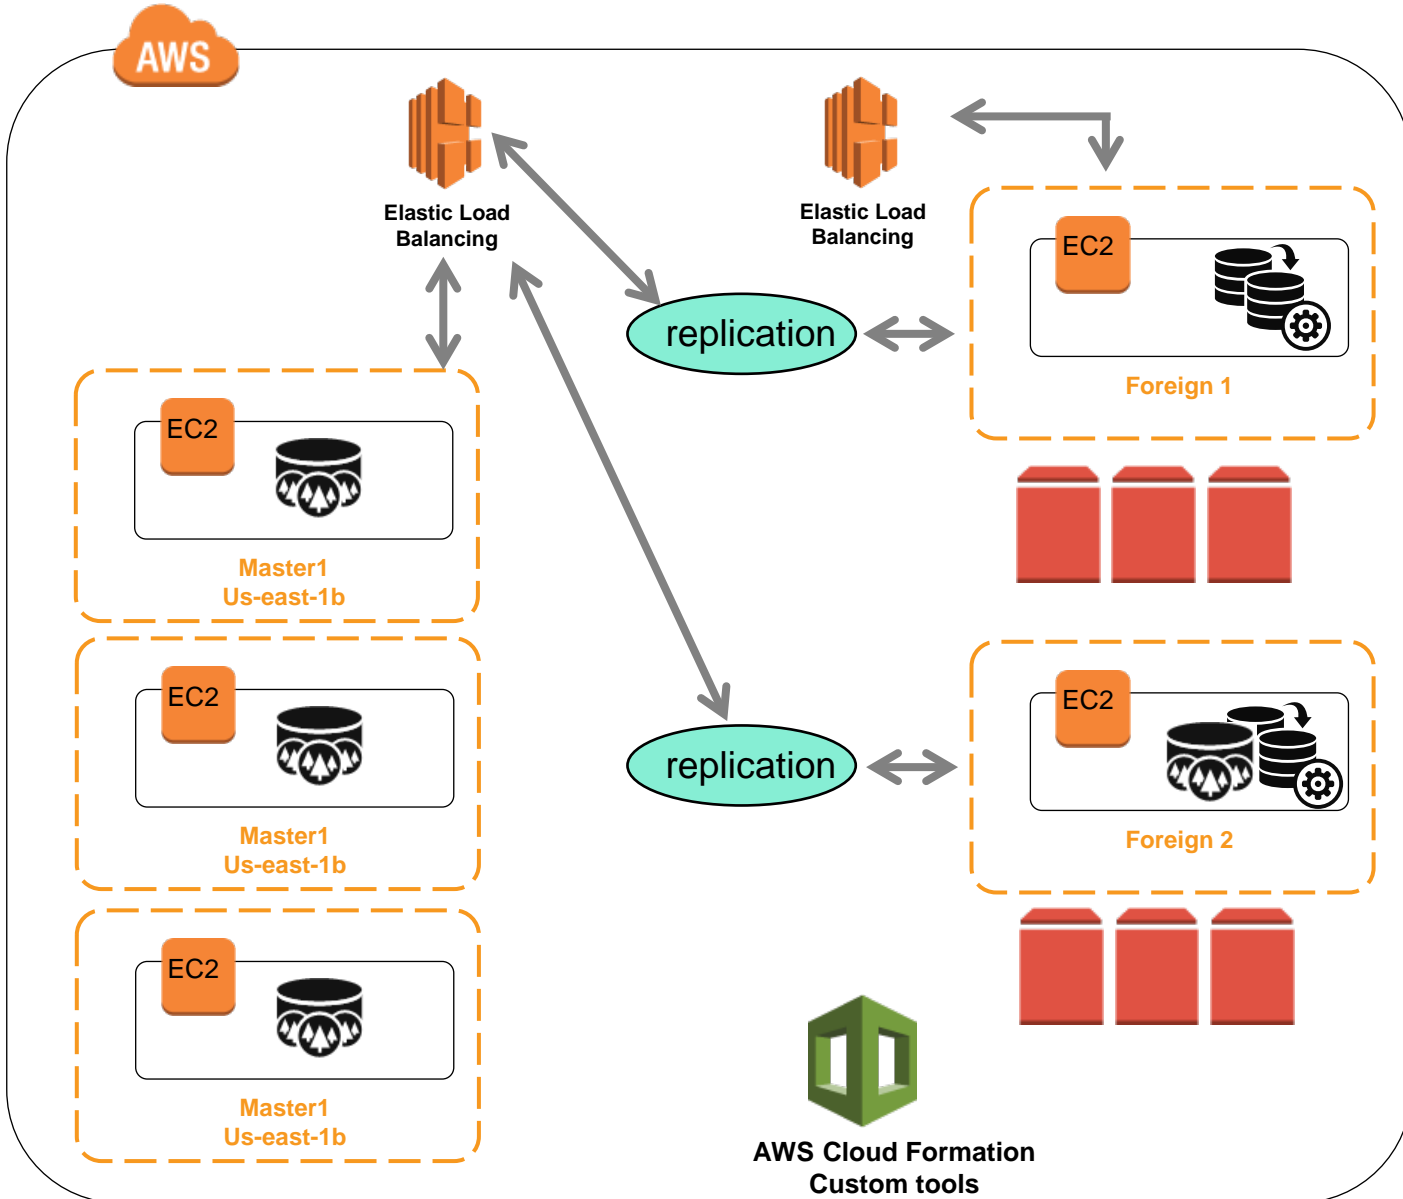 AWS
Elastic Load
Balancing
Elastic Load
Balancing
EC2
replication
Foreign 1
EC2
Master1
Us-east-1b
EC2
Master1
Us-east-1b
replication
EC2
Foreign 2
EC2
Master1
Us-east-1b
AWS Cloud Formation
Custom tools